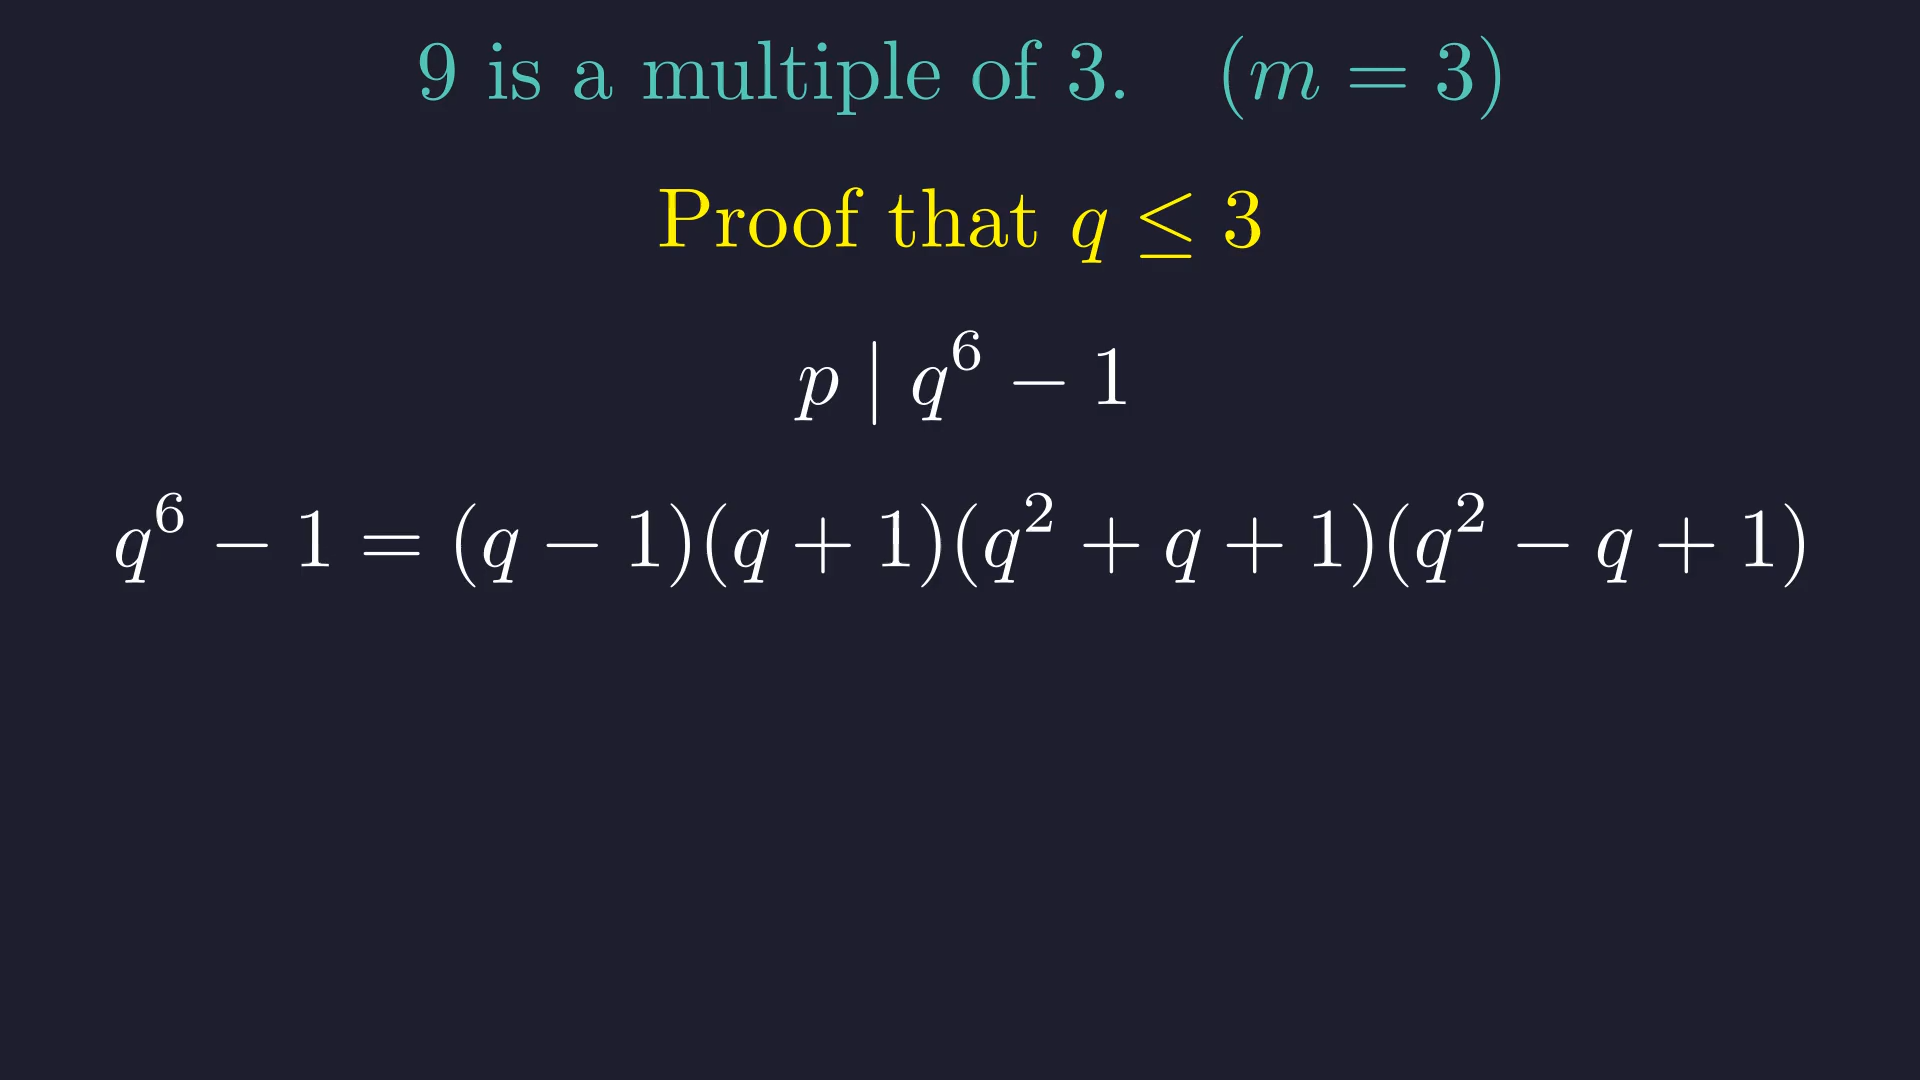 9 is a multiple of 3. (m = 3)
Proof that q ≤ 3
p | q⁶ − 1
q⁶ − 1 = (q − 1)(q + 1)(q² + q + 1)(q² − q + 1)